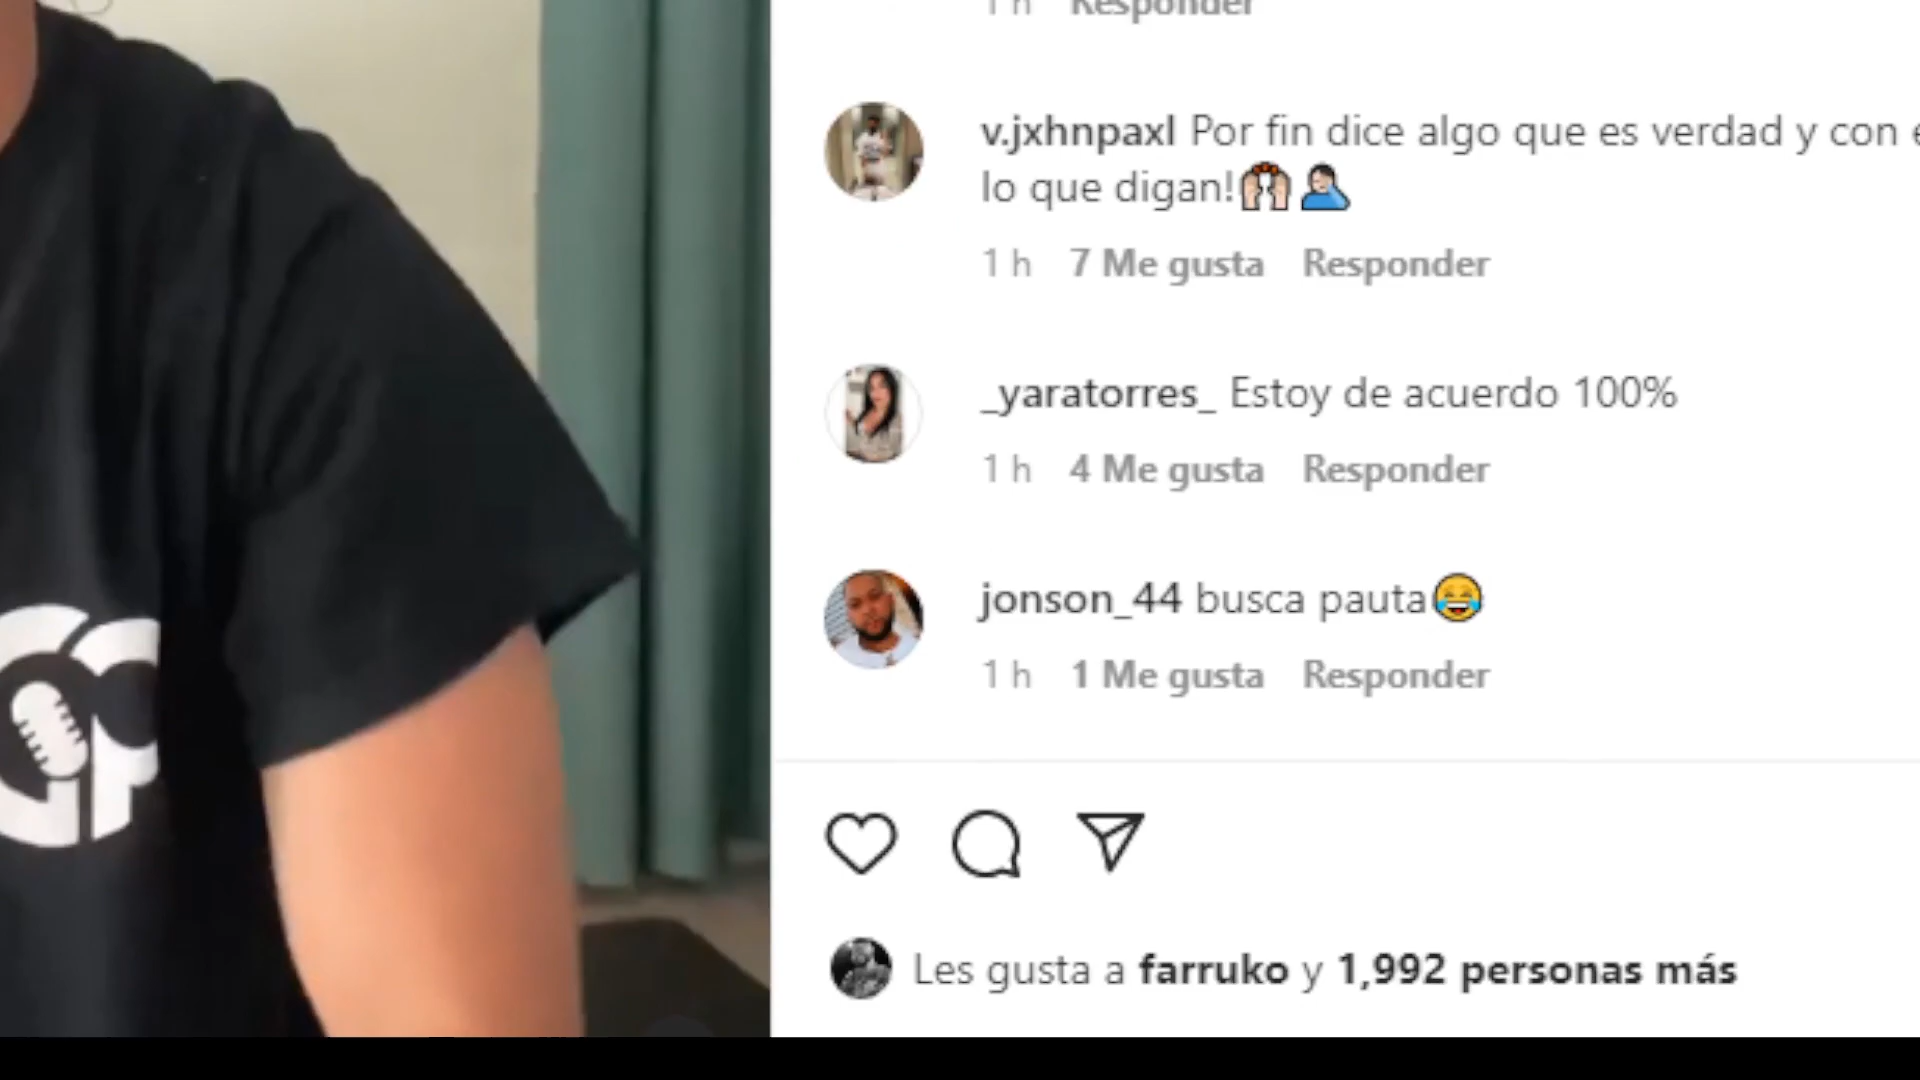 1 h Responder
v.jxhnpaxl Por fin dice algo que es verdad y con
lo que digan!🙌🏻🤦🏻‍♂️
1 h 7 Me gusta Responder
_yaratorres_ Estoy de acuerdo 100%
1 h 4 Me gusta Responder
jonson_44 busca pauta😂
1 h 1 Me gusta Responder
Les gusta a farruko y 1,992 personas más